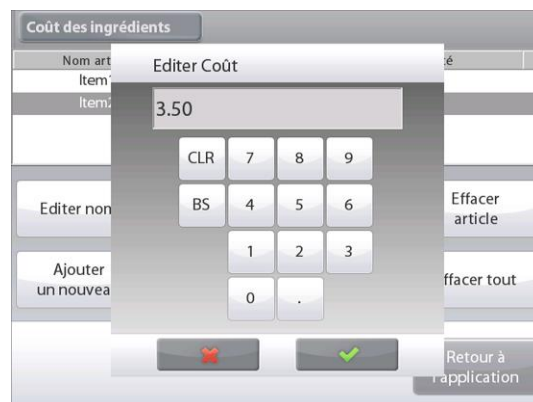 Coût des ingrédients
Nom art
té
Item1
Item2
Editer Coût
3.50
CLR 7 8 9
BS 4 5 6
1 2 3
0 .
Editer nom
Effacer
article
Ajouter
un nouvea
ffacer tout
Retour à
l'application